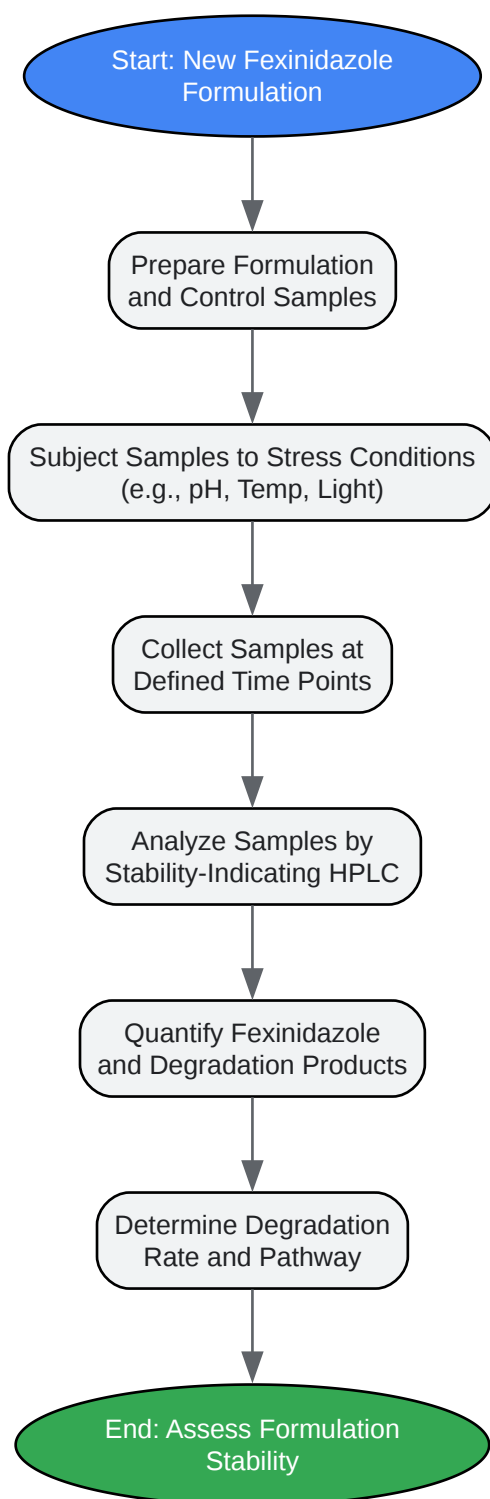 Start: New Fexinidazole
Formulation
Prepare Formulation
and Control Samples
Subject Samples to Stress Conditions
(e.g., pH, Temp, Light)
Collect Samples at
Defined Time Points
Analyze Samples by
Stability-Indicating HPLC
Quantify Fexinidazole
and Degradation Products
Determine Degradation
Rate and Pathway
End: Assess Formulation
Stability